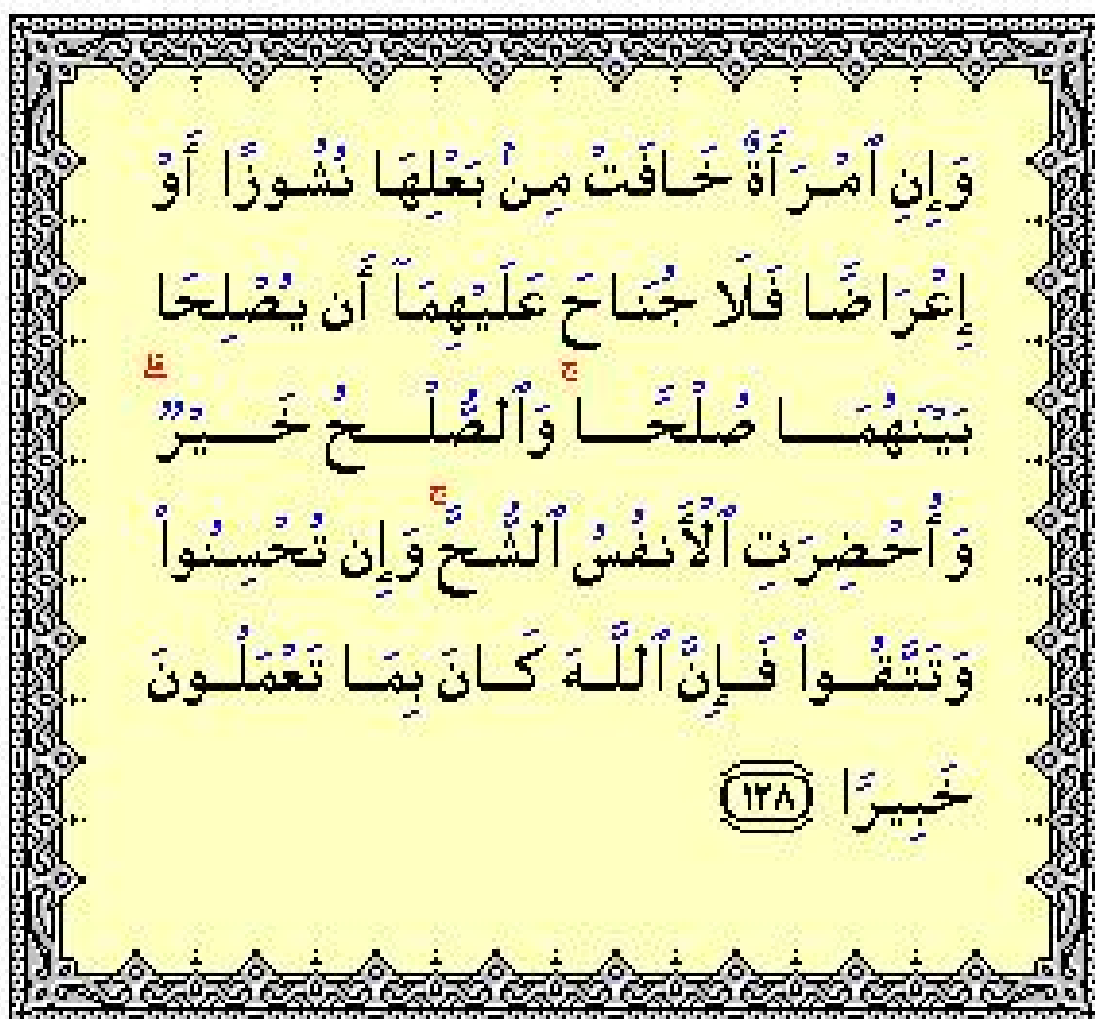 وَإِنِ ٱمْرَأَةٌ خَافَتْ مِنۢ بَعْلِهَا نُشُوزًا أَوْ
إِعْرَاضًا فَلَا جُنَاحَ عَلَيْهِمَآ أَن يُصْلِحَا
بَيْنَهُمَا صُلْحًا ۚ وَٱلصُّلْحُ خَيْرٌ ۗ
وَأُحْضِرَتِ ٱلْأَنفُسُ ٱلشُّحَّ ۚ وَإِن تُحْسِنُوا۟
وَتَتَّقُوا۟ فَإِنَّ ٱللَّهَ كَانَ بِمَا تَعْمَلُونَ
خَبِيرًا ١٢٨